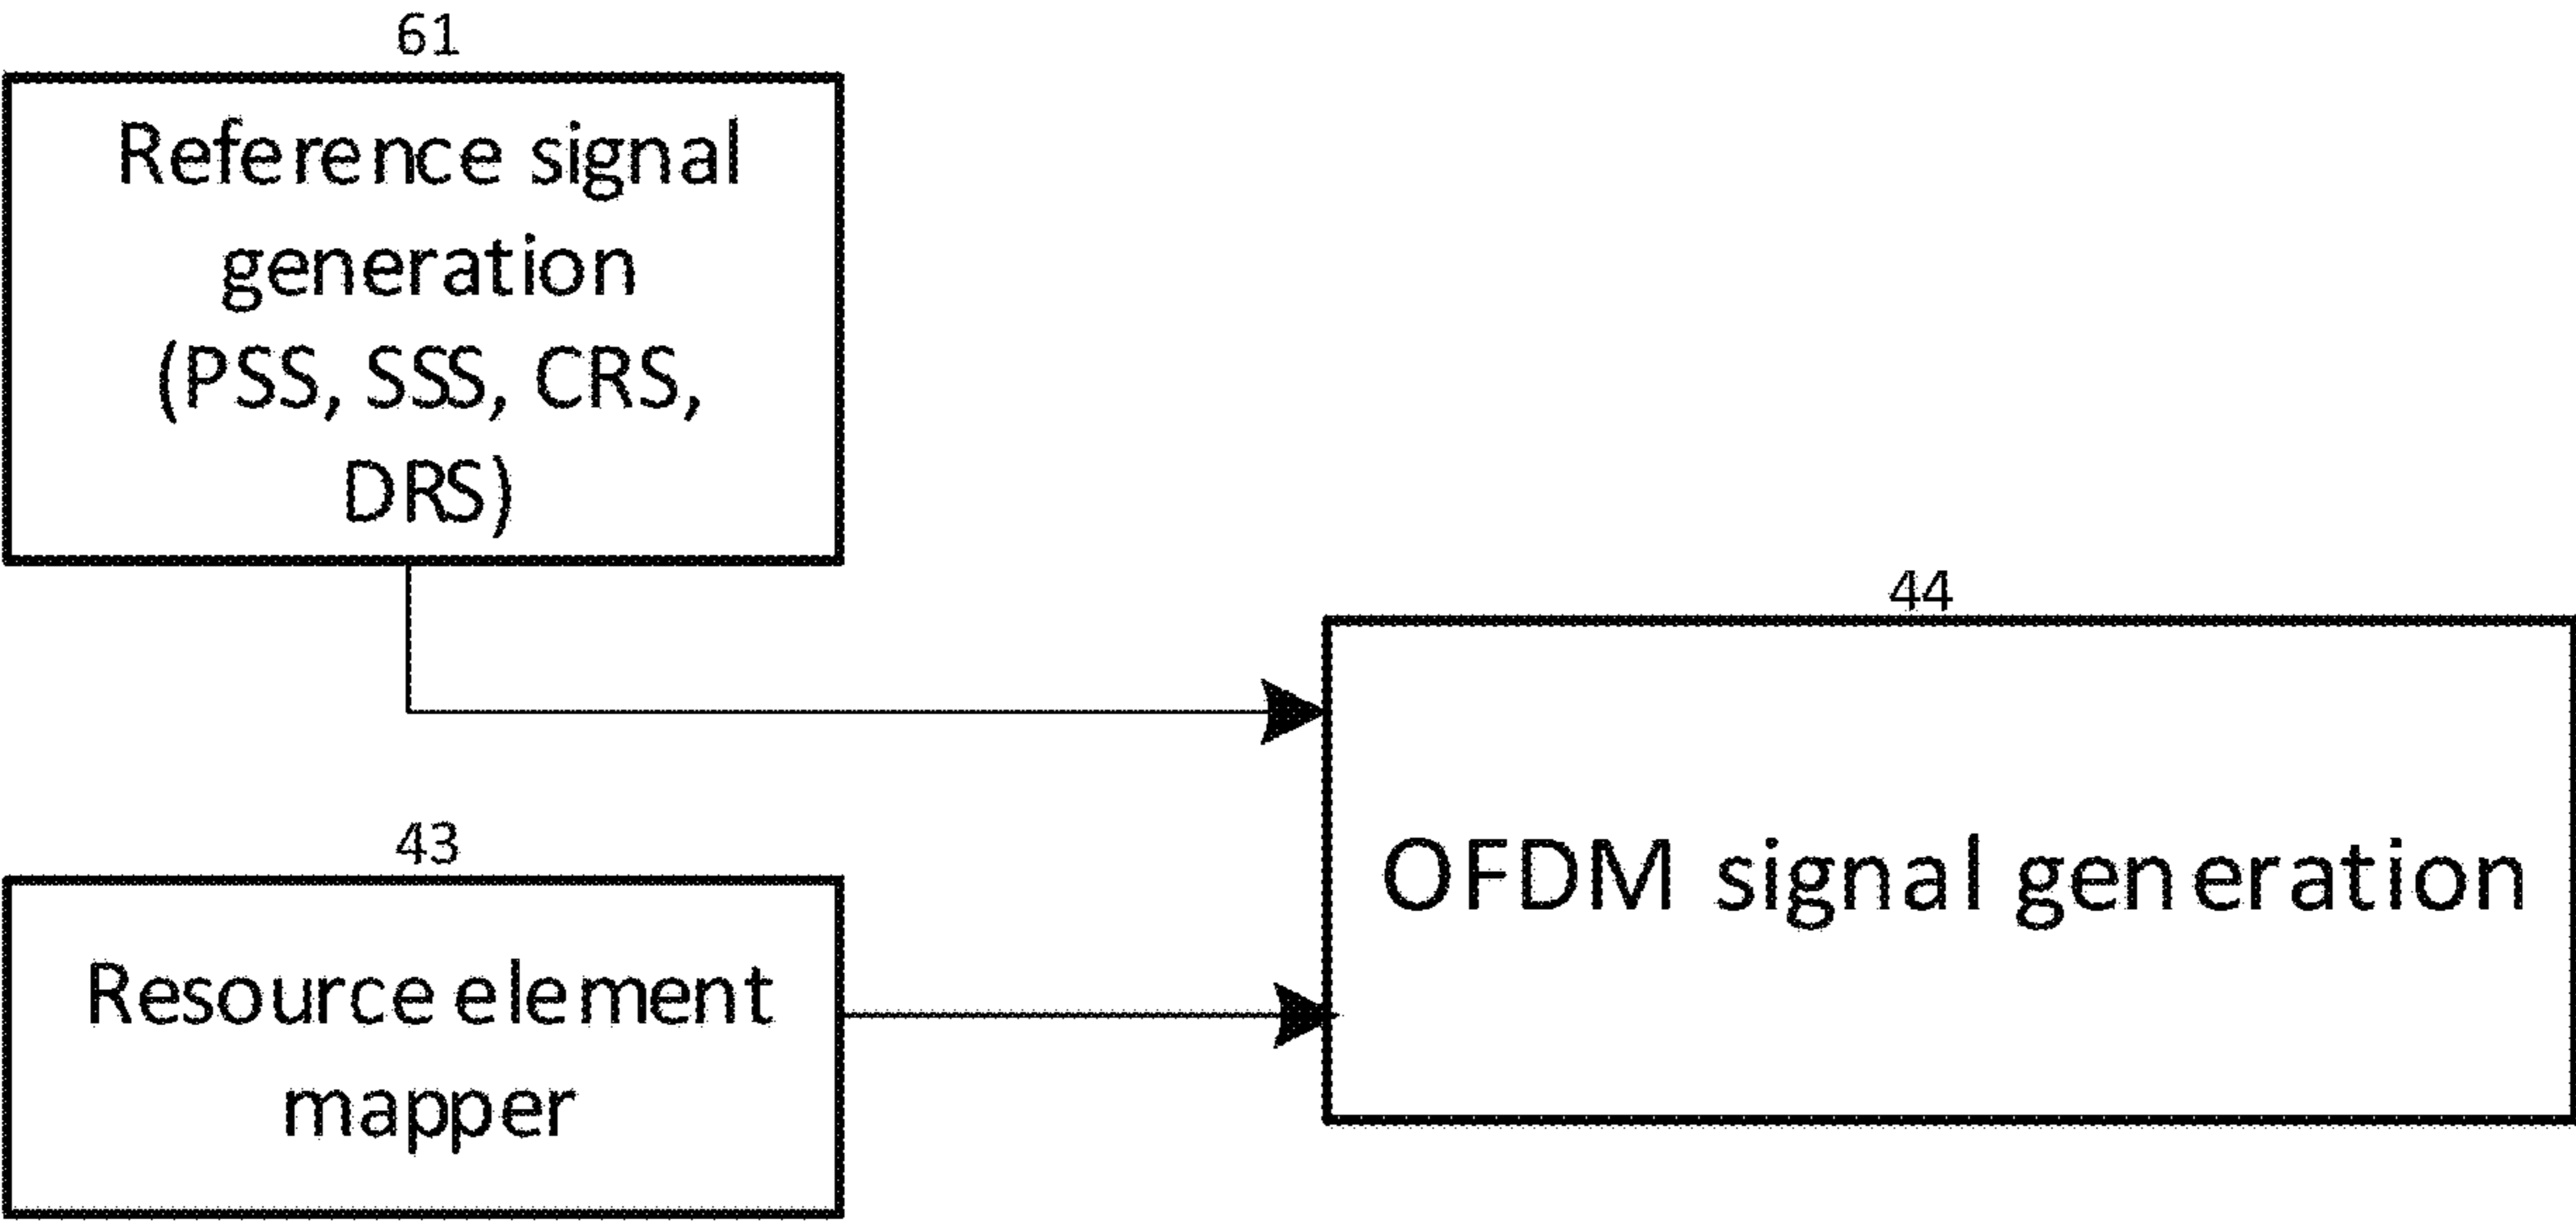 61
Reference signal
generation
(PSS, SSS, CRS,
DRS)
44
OFDM signal generation
43
Resource element
mapper